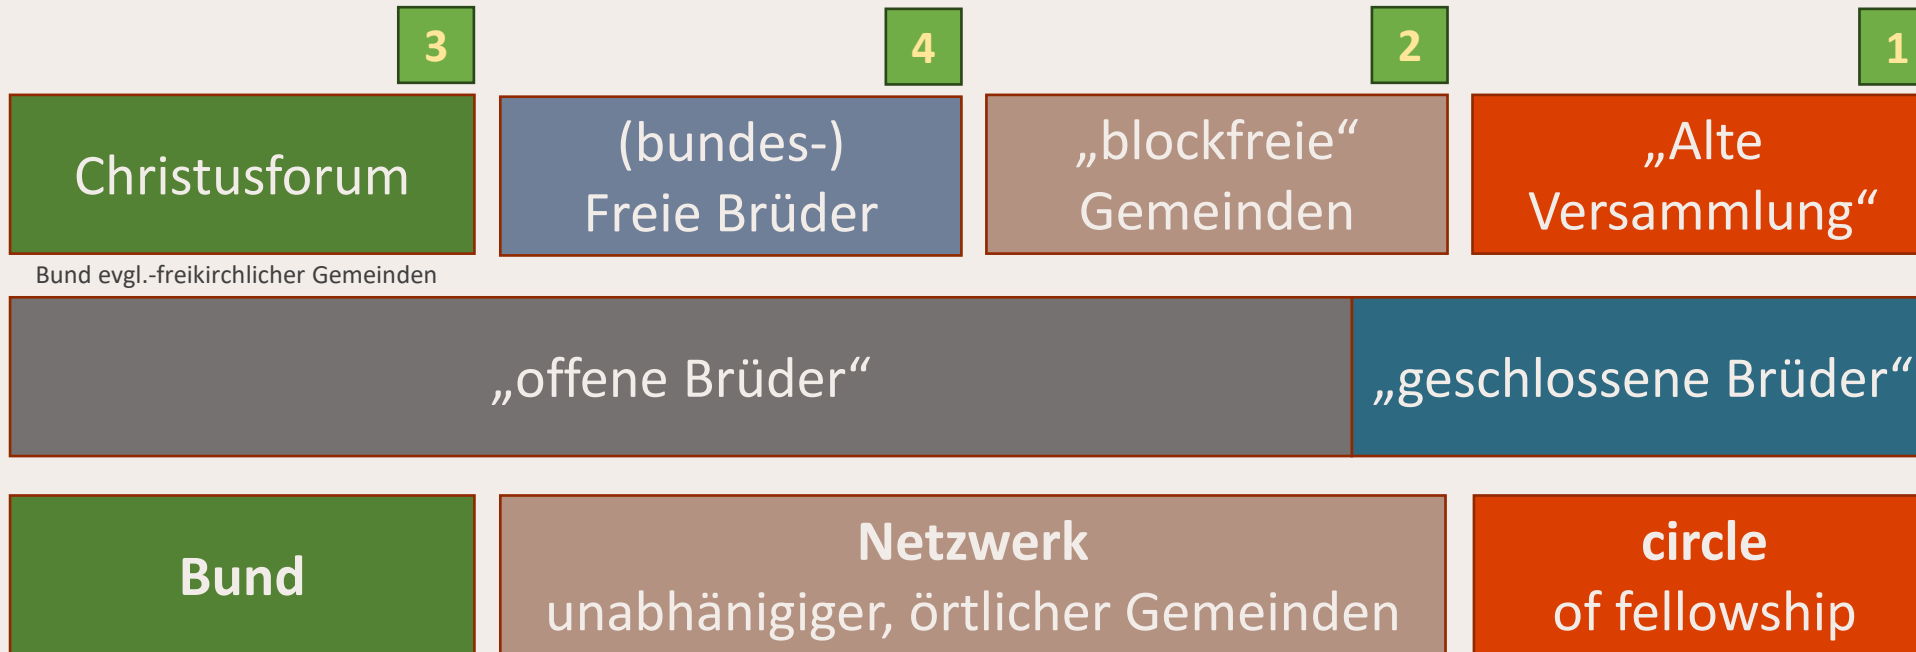 3
4
2
1
Christusforum
(bundes-)
Freie Brüder
„blockfreie“
Gemeinden
„Alte
Versammlung“
Bund evgl.-freikirchlicher Gemeinden
„offene Brüder“
„geschlossene Brüder“
Bund
Netzwerk
unabhänigiger, örtlicher Gemeinden
circle
of fellowship